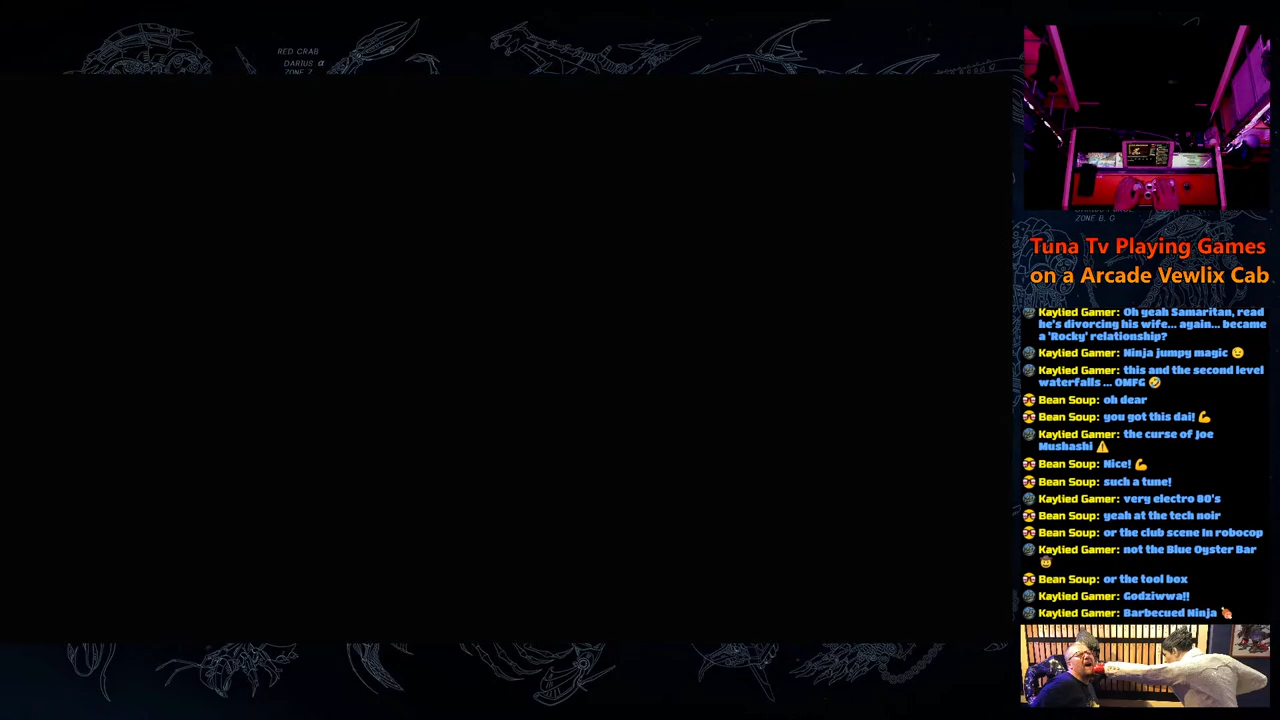 RED CRAB
DARIUS α
ZONE Z
ZONE B, G
Tuna Tv Playing Games
on a Arcade Vewlix Cab
Kaylied Gamer: Oh yeah Samaritan, read
he's divorcing his wife... again... became
a 'Rocky' relationship?
Kaylied Gamer: Ninja jumpy magic 😉
Kaylied Gamer: this and the second level
waterfalls ... OMFG 🤣
Bean Soup: oh dear
Bean Soup: you got this dai! 💪
Kaylied Gamer: the curse of Joe
Mushashi ⚠️
Bean Soup: Nice! 💪
Bean Soup: such a tune!
Kaylied Gamer: very electro 80's
Bean Soup: yeah at the tech noir
Bean Soup: or the club scene In robocop
Kaylied Gamer: not the Blue Oyster Bar
🤠
Bean Soup: or the tool box
Kaylied Gamer: Godziwwa!!
Kaylied Gamer: Barbecued Ninja 🍖